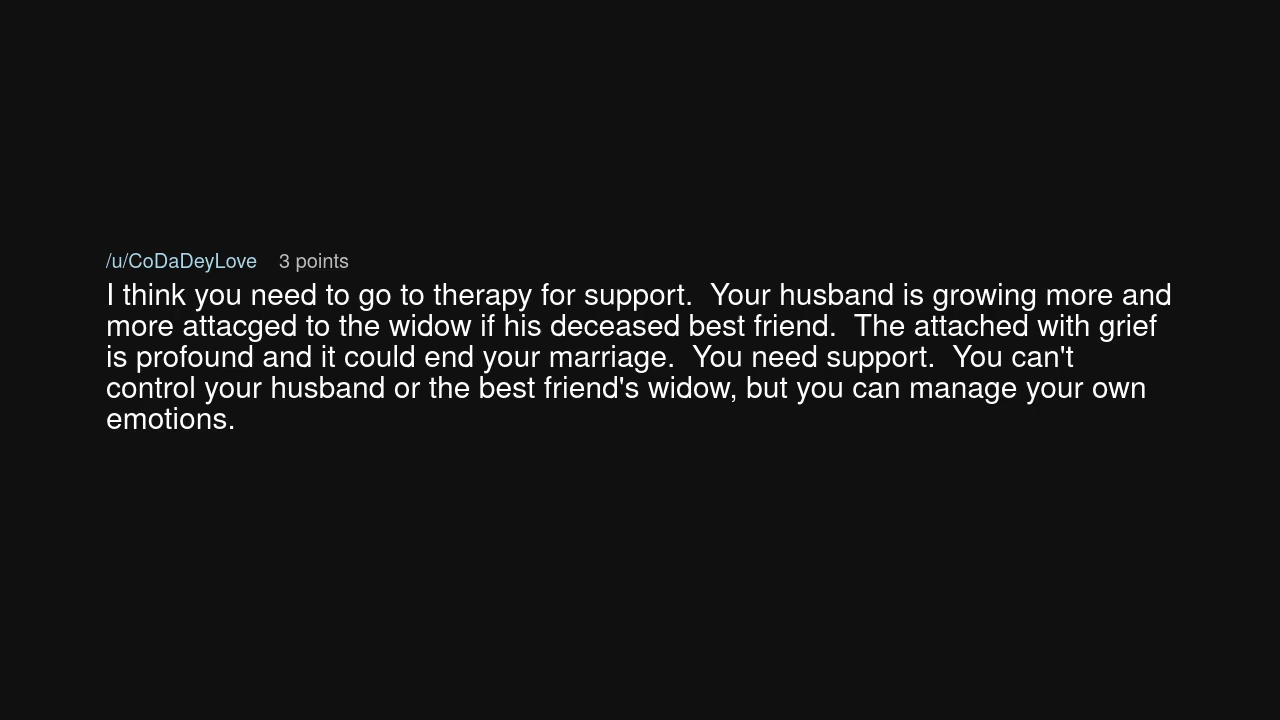 /u/CoDaDeyLove 3 points
I think you need to go to therapy for support.  Your husband is growing more and
more attacged to the widow if his deceased best friend.  The attached with grief
is profound and it could end your marriage.  You need support.  You can't
control your husband or the best friend's widow, but you can manage your own
emotions.